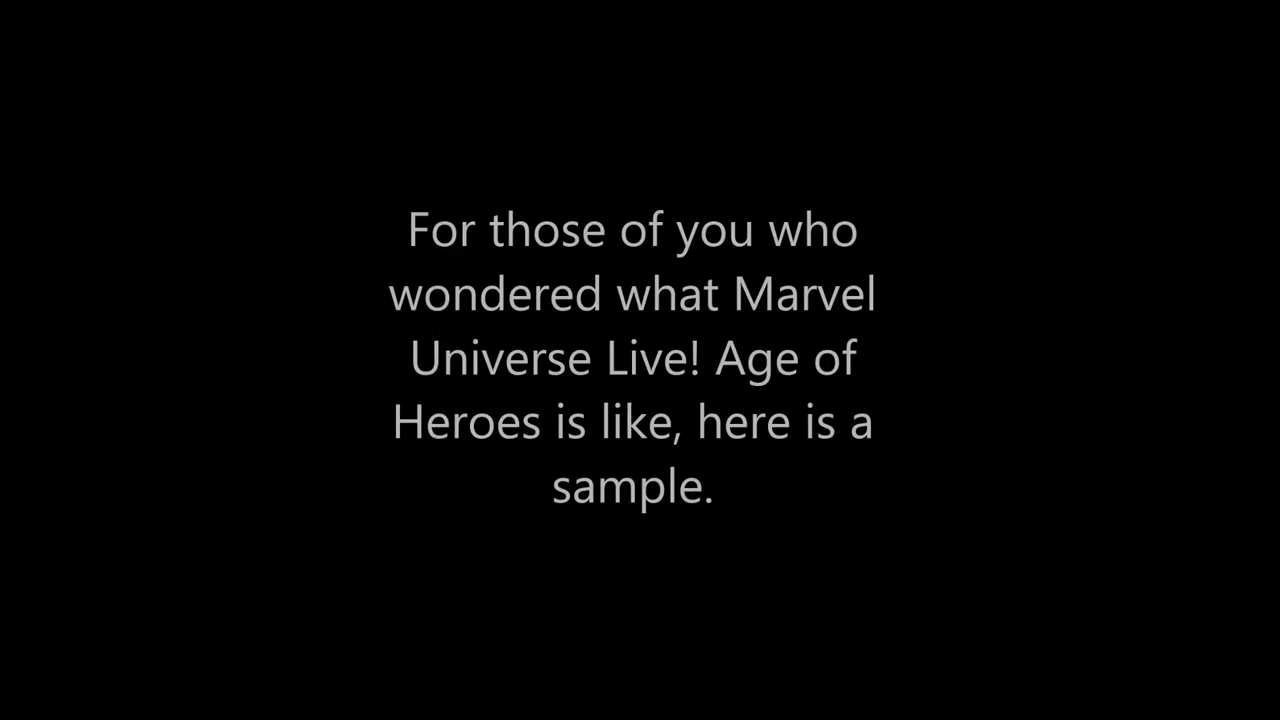 For those of you who
wondered what Marvel
Universe Live! Age of
Heroes is like, here is a
sample.